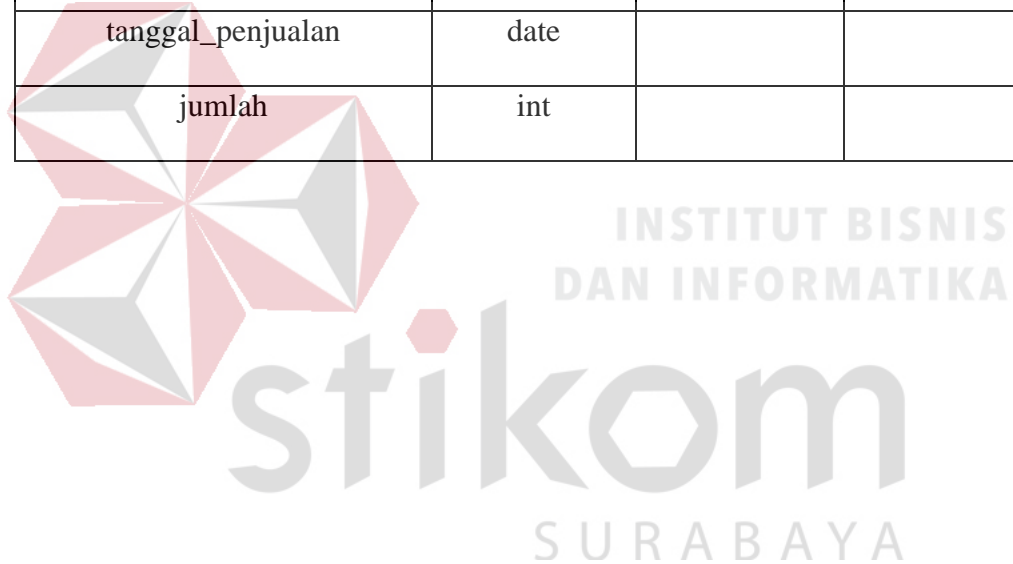 tanggal_penjualan date
jumlah int
INSTITUT BISNIS
DAN INFORMATIKA
stikom
SURABAYA